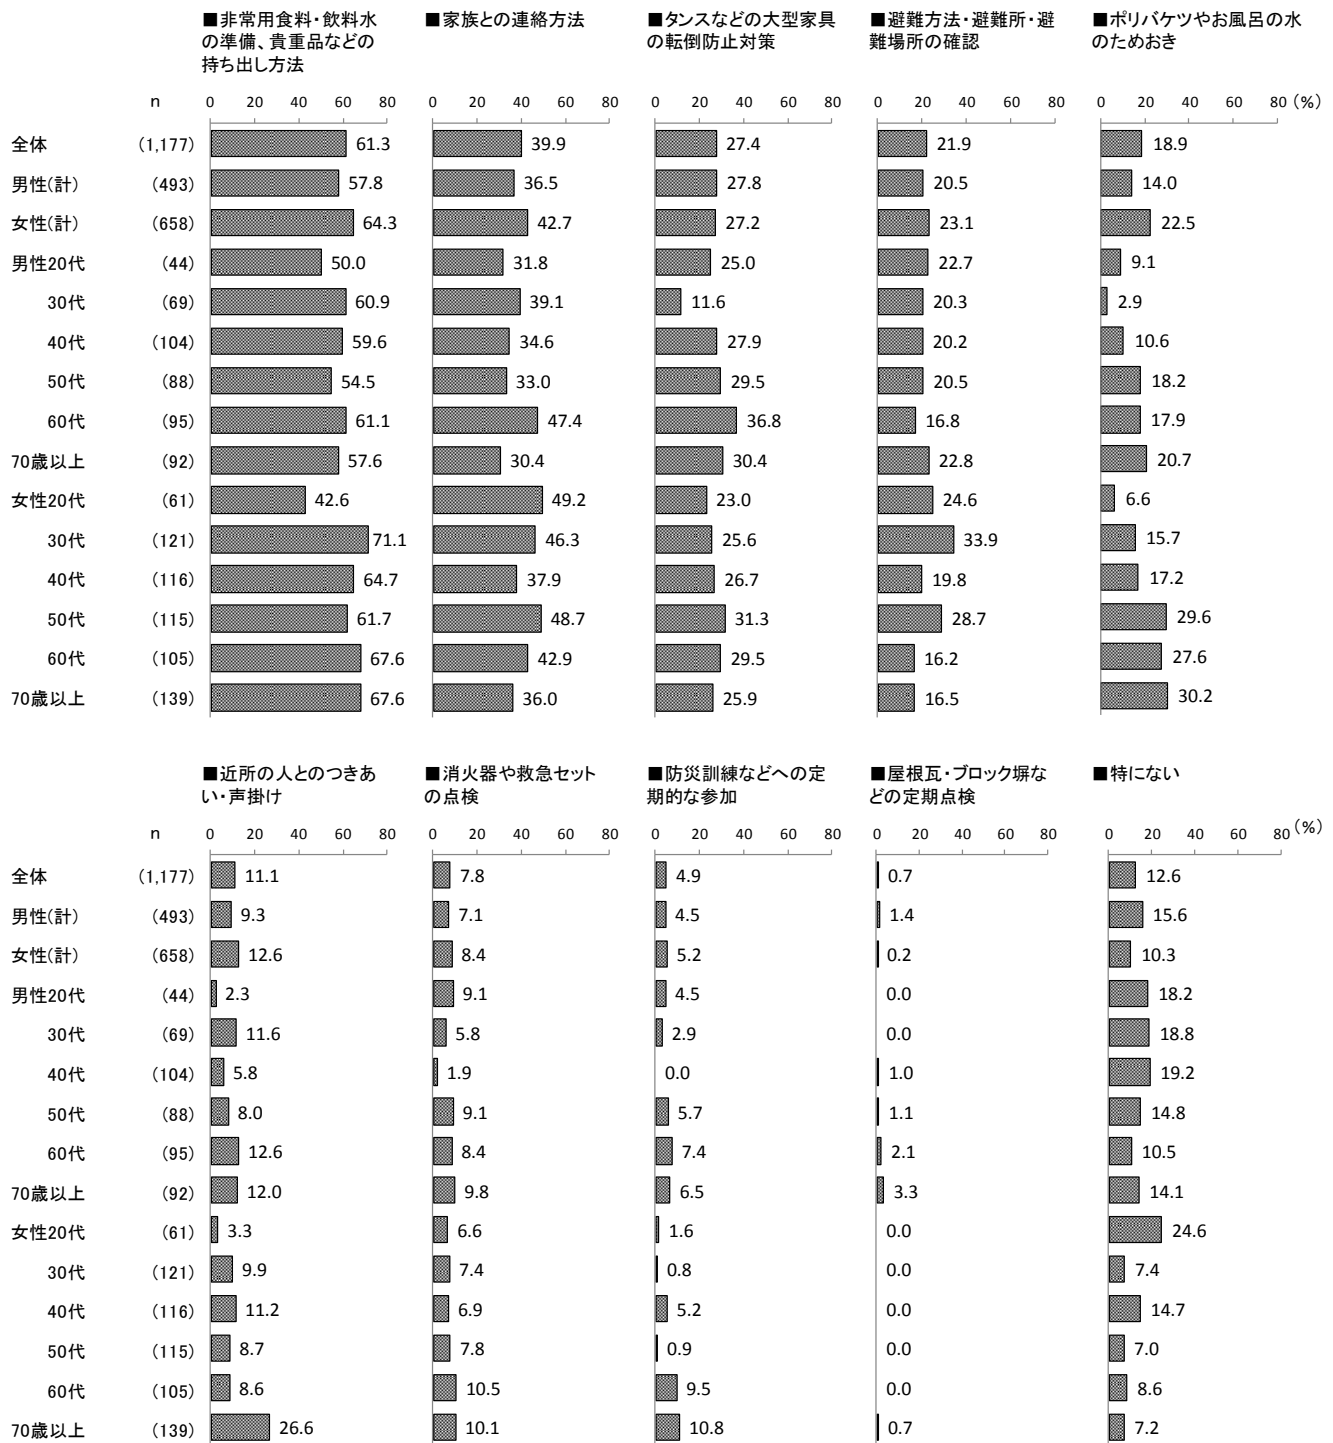 ■非常用食料・飲料水の準備、貴重品などの持ち出し方法 ■家族との連絡方法 ■タンスなどの大型家具の転倒防止対策 ■避難方法・避難所・避難場所の確認 ■ポリバケツやお風呂の水のためおき
n 0 20 40 60 80 0 20 40 60 80 0 20 40 60 80 0 20 40 60 80 0 20 40 60 80 (%)
全体 (1,177) 61.3 39.9 27.4 21.9 18.9
男性(計) (493) 57.8 36.5 27.8 20.5 14.0
女性(計) (658) 64.3 42.7 27.2 23.1 22.5
男性20代 (44) 50.0 31.8 25.0 22.7 9.1
30代 (69) 60.9 39.1 11.6 20.3 2.9
40代 (104) 59.6 34.6 27.9 20.2 10.6
50代 (88) 54.5 33.0 29.5 20.5 18.2
60代 (95) 61.1 47.4 36.8 16.8 17.9
70歳以上 (92) 57.6 30.4 30.4 22.8 20.7
女性20代 (61) 42.6 49.2 23.0 24.6 6.6
30代 (121) 71.1 46.3 25.6 33.9 15.7
40代 (116) 64.7 37.9 26.7 19.8 17.2
50代 (115) 61.7 48.7 31.3 28.7 29.6
60代 (105) 67.6 42.9 29.5 16.2 27.6
70歳以上 (139) 67.6 36.0 25.9 16.5 30.2
■近所の人とのつきあい・声掛け ■消火器や救急セットの点検 ■防災訓練などへの定期的な参加 ■屋根瓦・ブロック塀などの定期点検 ■特にない
n 0 20 40 60 80 0 20 40 60 80 0 20 40 60 80 0 20 40 60 80 0 20 40 60 80 (%)
全体 (1,177) 11.1 7.8 4.9 0.7 12.6
男性(計) (493) 9.3 7.1 4.5 1.4 15.6
女性(計) (658) 12.6 8.4 5.2 0.2 10.3
男性20代 (44) 2.3 9.1 4.5 0.0 18.2
30代 (69) 11.6 5.8 2.9 0.0 18.8
40代 (104) 5.8 1.9 0.0 1.0 19.2
50代 (88) 8.0 9.1 5.7 1.1 14.8
60代 (95) 12.6 8.4 7.4 2.1 10.5
70歳以上 (92) 12.0 9.8 6.5 3.3 14.1
女性20代 (61) 3.3 6.6 1.6 0.0 24.6
30代 (121) 9.9 7.4 0.8 0.0 7.4
40代 (116) 11.2 6.9 5.2 0.0 14.7
50代 (115) 8.7 7.8 0.9 0.0 7.0
60代 (105) 8.6 10.5 9.5 0.0 8.6
70歳以上 (139) 26.6 10.1 10.8 0.7 7.2